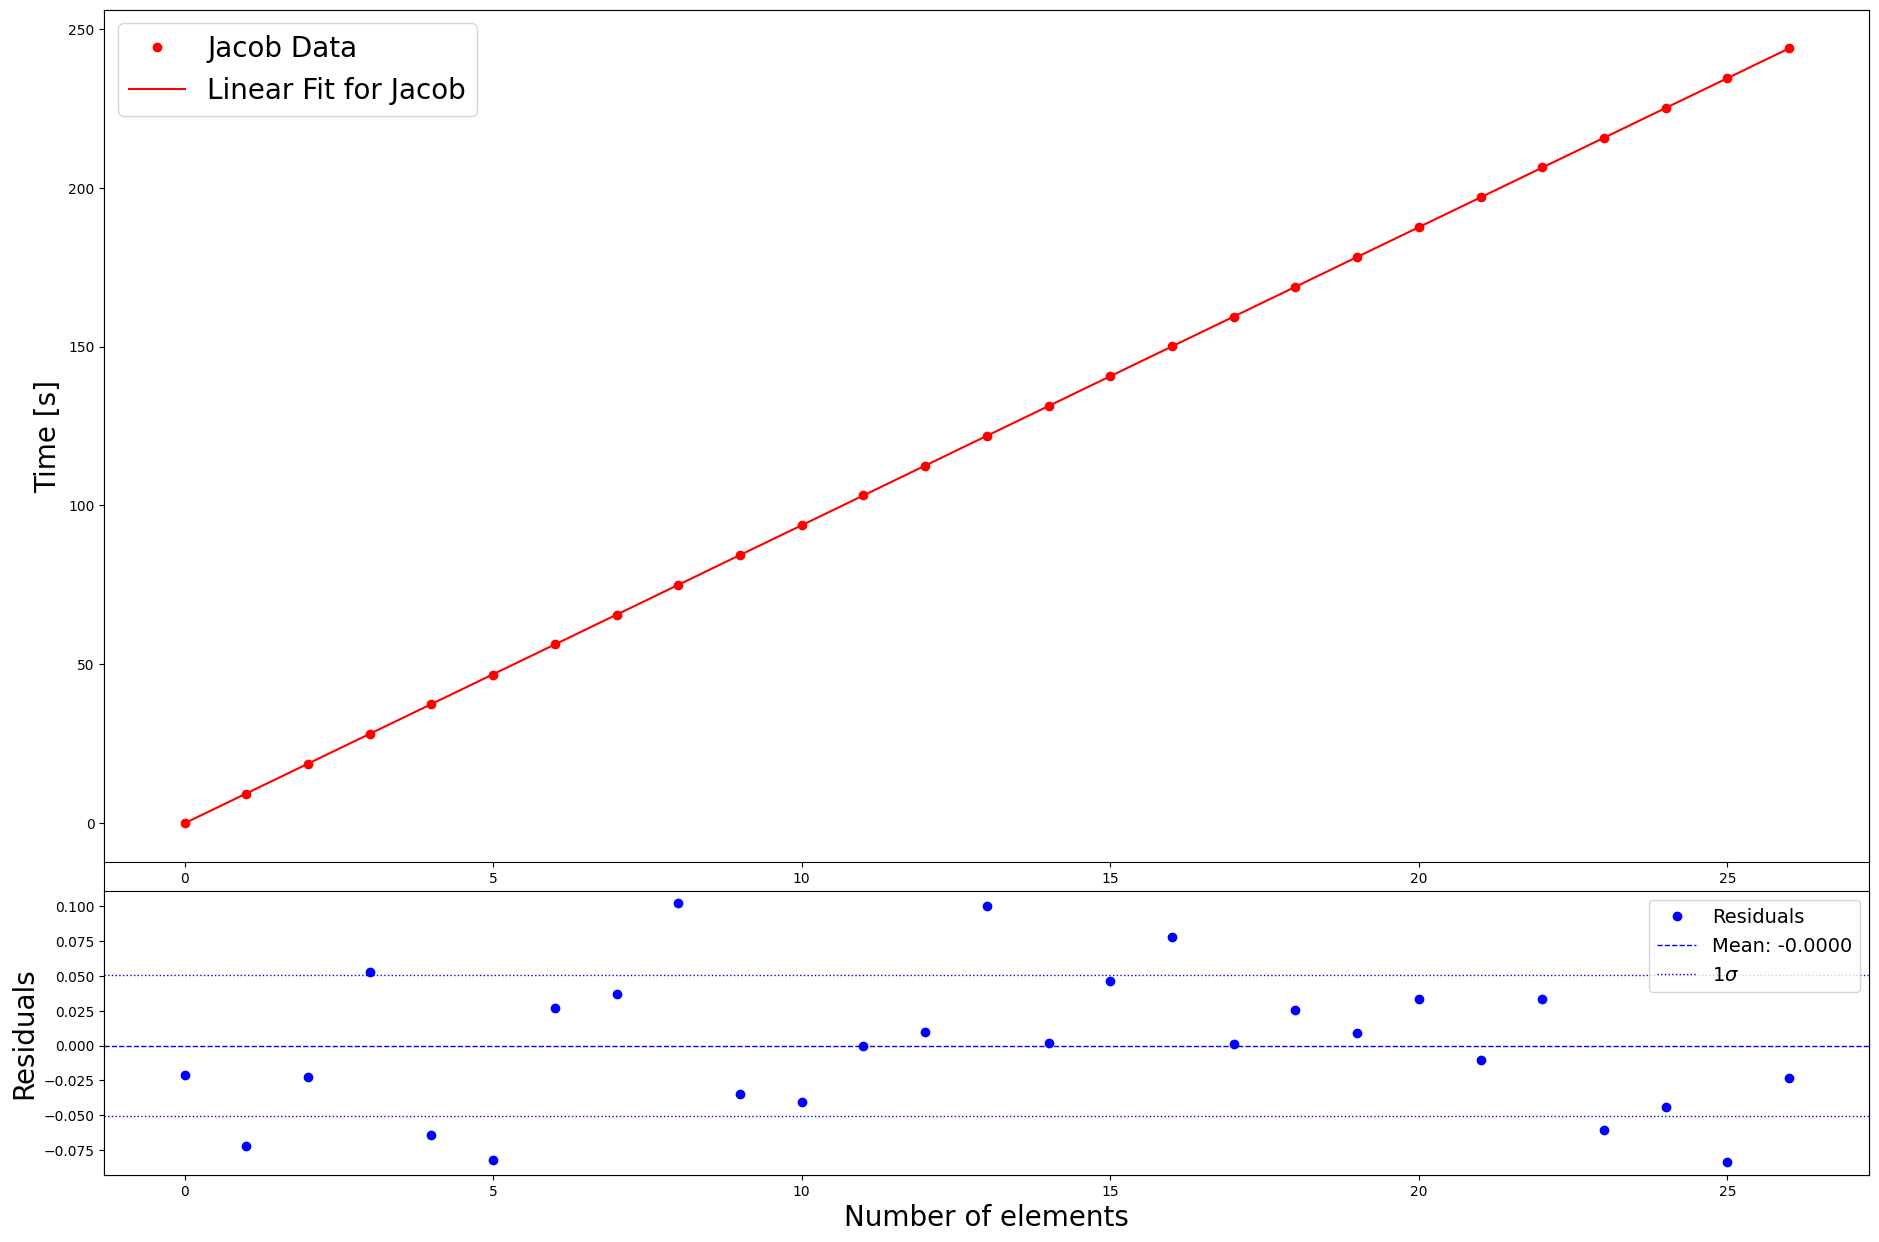 250
200
150
100
50
0
Time [s]
Jacob Data
Linear Fit for Jacob
0 5 10 15 20 25
0.100
0.075
0.050
0.025
0.000
−0.025
−0.050
−0.075
Residuals
Residuals
Mean: -0.0000
1σ
0 5 10 15 20 25
Number of elements